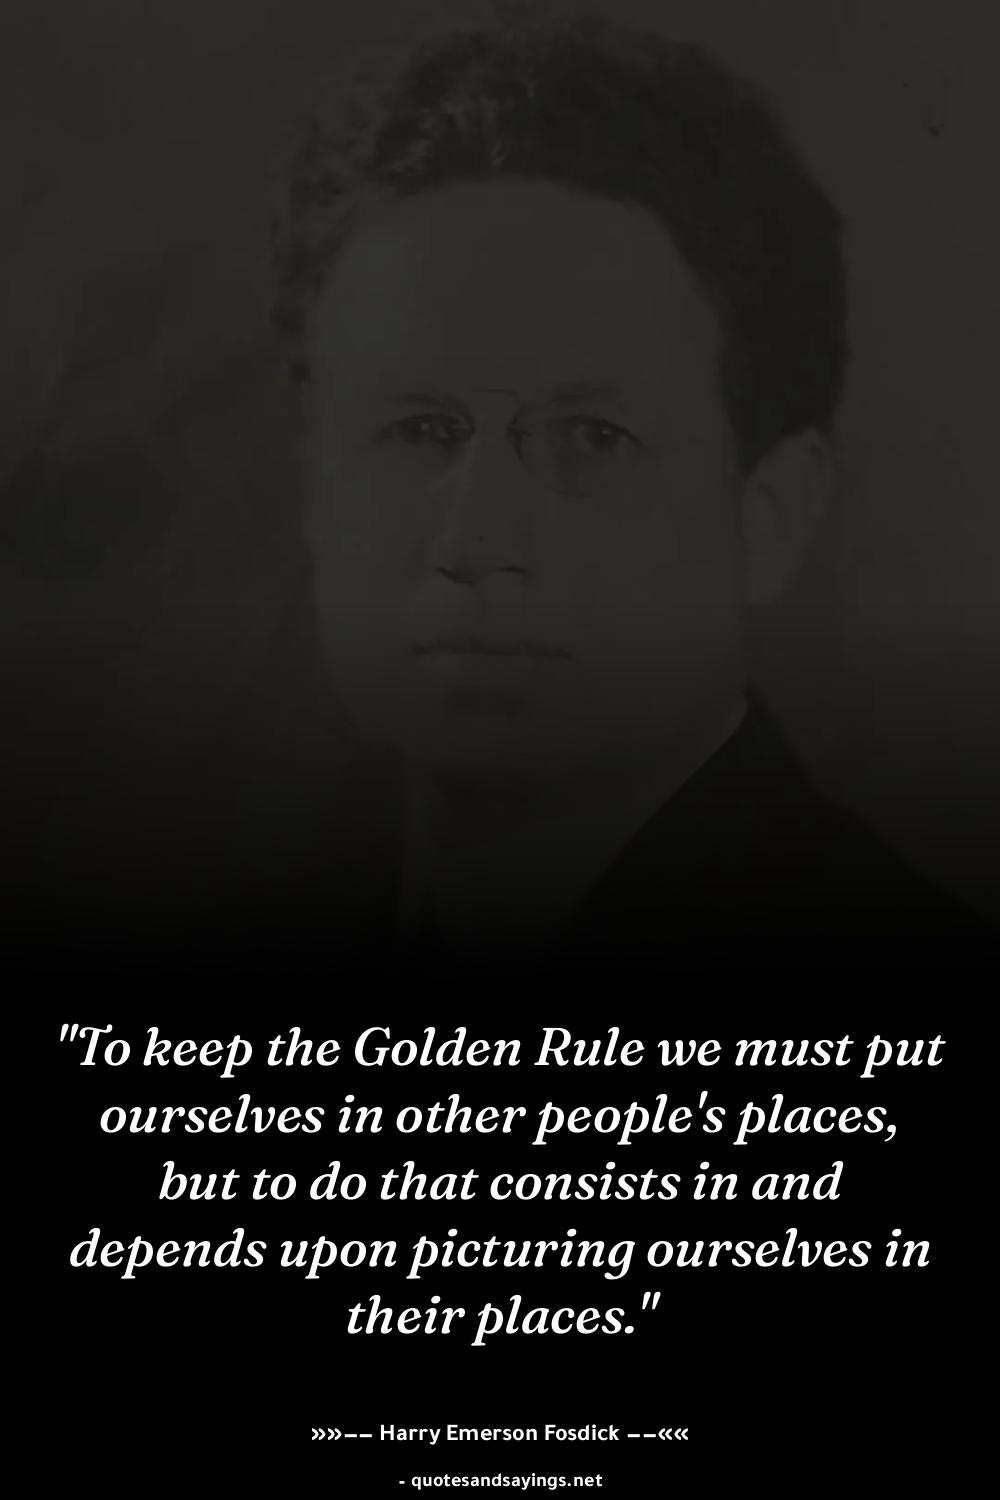 "To keep the Golden Rule we must put
ourselves in other people's places,
but to do that consists in and
depends upon picturing ourselves in
their places."
»»–– Harry Emerson Fosdick ––««
- quotesandsayings.net